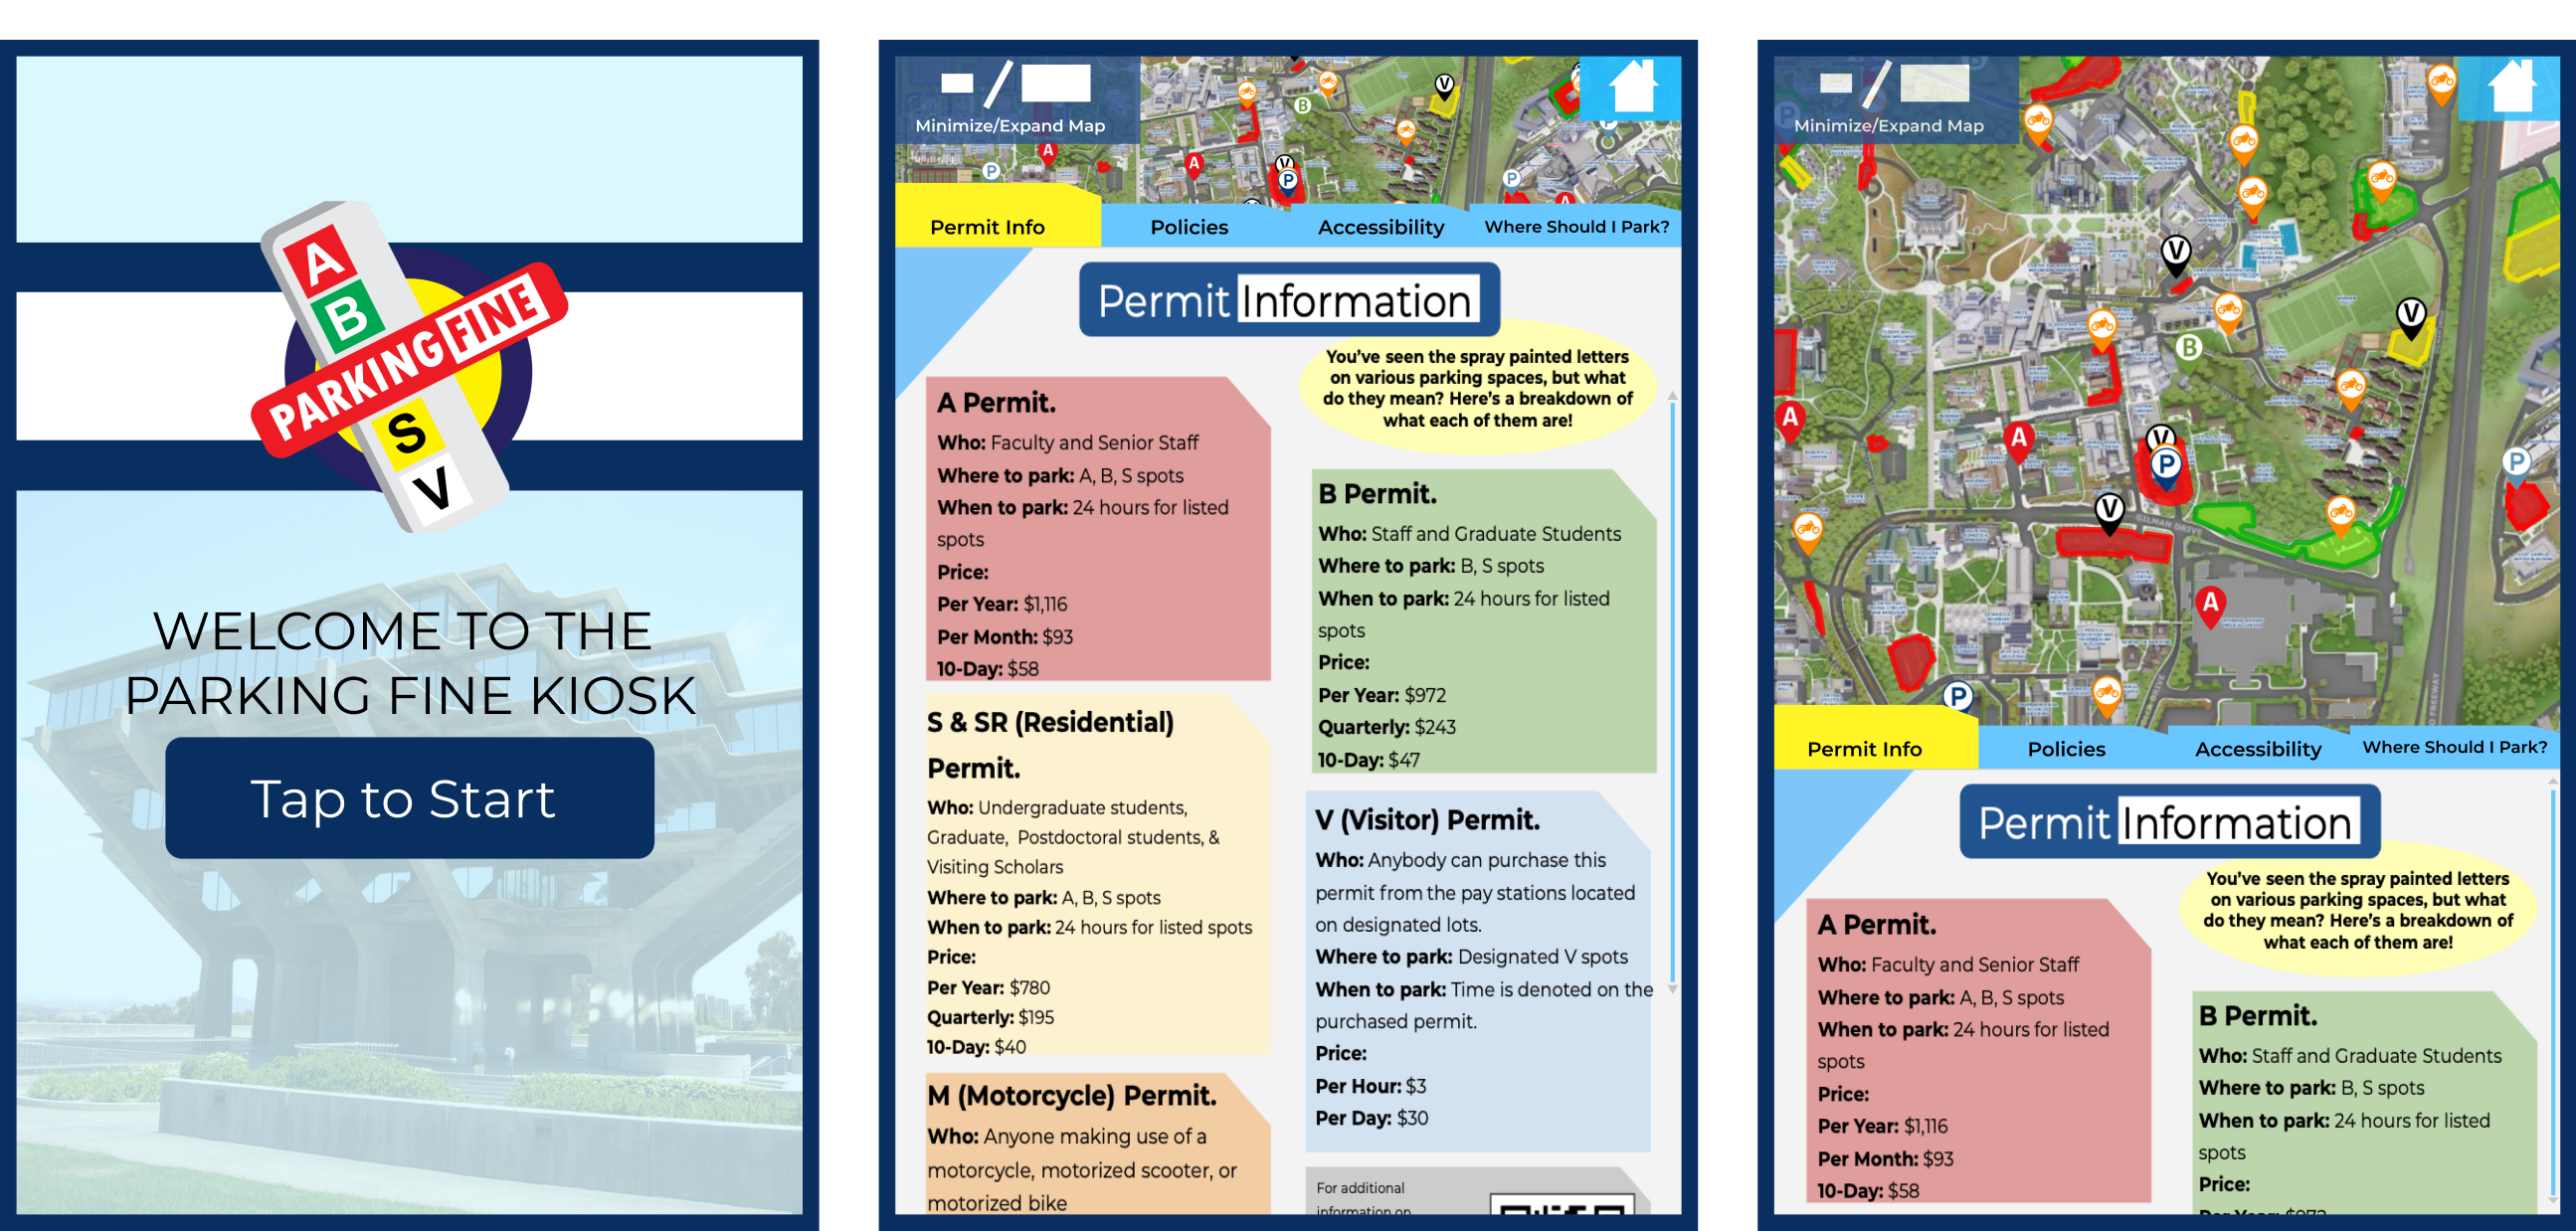 A
B
PARKING FINE
S
V
WELCOME TO THE
PARKING FINE KIOSK
Tap to Start
Minimize/Expand Map
A
P
A
B
V
V
P
P
P
A
Permit Info
Policies
Accessibility
Where Should I Park?
Permit Information
You've seen the spray painted letters
on various parking spaces, but what
do they mean? Here's a breakdown of
what each of them are!
A Permit.
Who: Faculty and Senior Staff
Where to park: A, B, S spots
When to park: 24 hours for listed
spots
Price:
Per Year: $1,116
Per Month: $93
10-Day: $58
B Permit.
Who: Staff and Graduate Students
Where to park: B, S spots
When to park: 24 hours for listed
spots
Price:
Per Year: $972
Quarterly: $243
10-Day: $47
S & SR (Residential)
Permit.
Who: Undergraduate students,
Graduate, Postdoctoral students, &
Visiting Scholars
Where to park: A, B, S spots
When to park: 24 hours for listed spots
Price:
Per Year: $780
Quarterly: $195
10-Day: $40
V (Visitor) Permit.
Who: Anybody can purchase this
permit from the pay stations located
on designated lots.
Where to park: Designated V spots
When to park: Time is denoted on the
purchased permit.
Price:
Per Hour: $3
Per Day: $30
M (Motorcycle) Permit.
Who: Anyone making use of a
motorcycle, motorized scooter, or
motorized bike
For additional
information on
Minimize/Expand Map
P
V
V
B
A
A
V
P
P
V
GILMAN DRIVE
A
P
Permit Info
Policies
Accessibility
Where Should I Park?
Permit Information
You've seen the spray painted letters
on various parking spaces, but what
do they mean? Here's a breakdown of
what each of them are!
A Permit.
Who: Faculty and Senior Staff
Where to park: A, B, S spots
When to park: 24 hours for listed
spots
Price:
Per Year: $1,116
Per Month: $93
10-Day: $58
B Permit.
Who: Staff and Graduate Students
Where to park: B, S spots
When to park: 24 hours for listed
spots
Price:
Per Year: $972